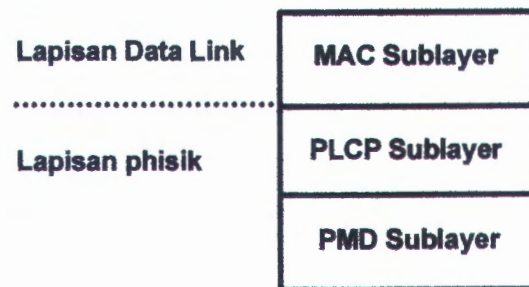 Lapisan Data Link
MAC Sublayer
Lapisan phisik
PLCP Sublayer
PMD Sublayer